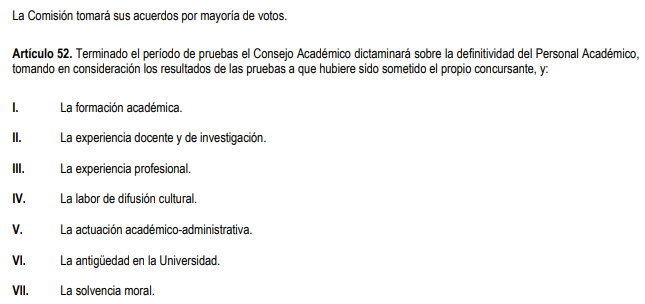 La Comisión tomará sus acuerdos por mayoría de votos.
Artículo 52. Terminado el período de pruebas el Consejo Académico dictaminará sobre la definitividad del Personal Académico,
tomando en consideración los resultados de las pruebas a que hubiere sido sometido el propio concursante, y:
I. La formación académica.
II. La experiencia docente y de investigación.
III. La experiencia profesional.
IV. La labor de difusión cultural.
V. La actuación académico-administrativa.
VI. La antigüedad en la Universidad.
VII. La solvencia moral.